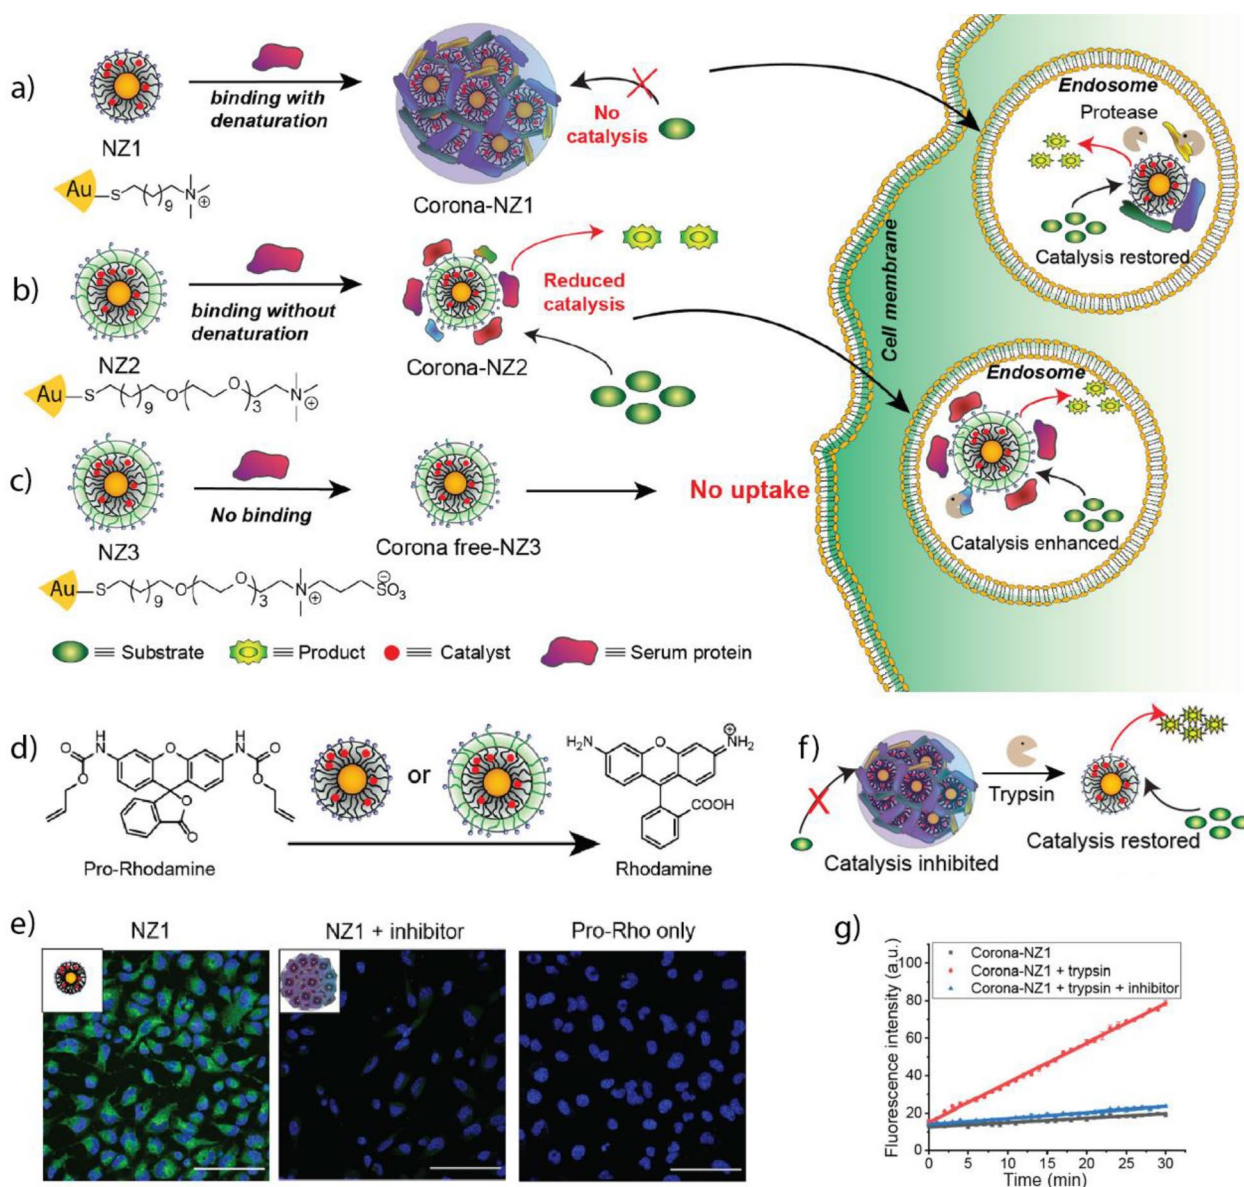 a)
NZ1
binding with
denaturation
Corona-NZ1
No
catalysis
Endosome
Protease
Catalysis restored
Au
S
9
N
⊕
b)
NZ2
binding without
denaturation
Corona-NZ2
Reduced
catalysis
Cell membrane
Endosome
Catalysis enhanced
Au
S
9
O
O
3
N
⊕
c)
NZ3
No binding
Corona free-NZ3
No uptake
Au
S
9
O
O
3
N
⊕
⊖
SO3
Substrate
Product
Catalyst
Serum protein
d)
O
O
H
N
O
H
N
O
O
O
O
Pro-Rhodamine
or
H2N
O
⊕
NH2
COOH
Rhodamine
f)
X
Trypsin
Catalysis inhibited
Catalysis restored
e)
NZ1
NZ1 + inhibitor
Pro-Rho only
g)
Corona-NZ1
Corona-NZ1 + trypsin
Corona-NZ1 + trypsin + inhibitor
Fluorescence intensity (a.u.)
100
80
60
40
20
0
0 5 10 15 20 25 30
Time (min)